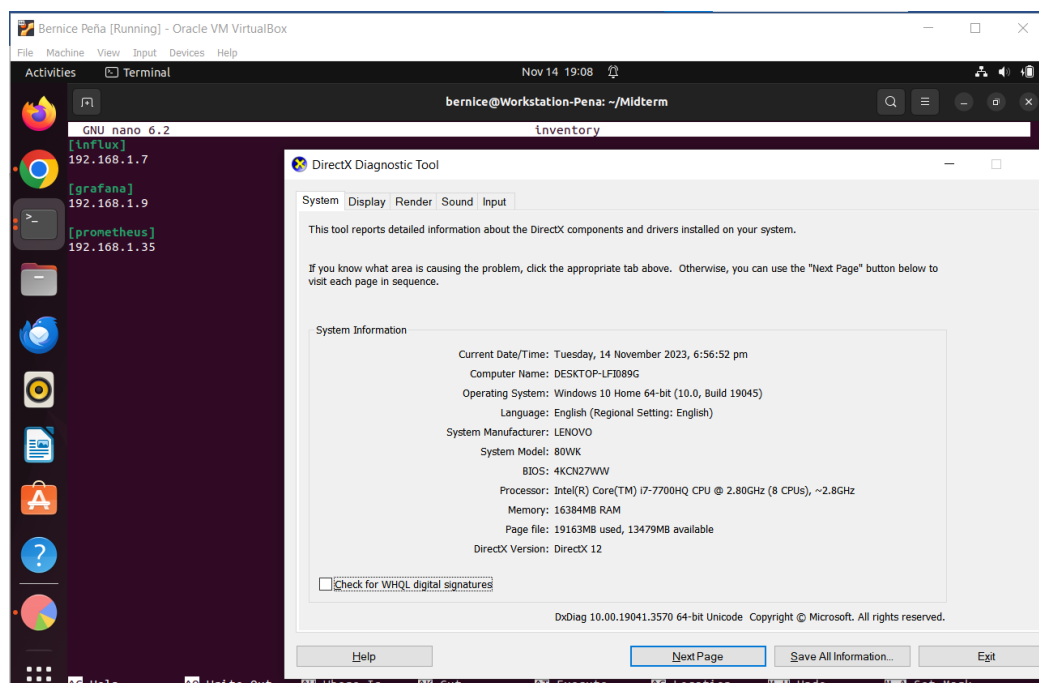 Bernice Peña [Running] - Oracle VM VirtualBox
File Machine View Input Devices Help
Activities Terminal Nov 14 19:08
bernice@Workstation-Pena: ~/Midterm
GNU nano 6.2 inventory
[influx]
192.168.1.7
[grafana]
192.168.1.9
[prometheus]
192.168.1.35
DirectX Diagnostic Tool
System Display Render Sound Input
This tool reports detailed information about the DirectX components and drivers installed on your system.
If you know what area is causing the problem, click the appropriate tab above. Otherwise, you can use the "Next Page" button below to
visit each page in sequence.
System Information
Current Date/Time: Tuesday, 14 November 2023, 6:56:52 pm
Computer Name: DESKTOP-LFI089G
Operating System: Windows 10 Home 64-bit (10.0, Build 19045)
Language: English (Regional Setting: English)
System Manufacturer: LENOVO
System Model: 80WK
BIOS: 4KCN27WW
Processor: Intel(R) Core(TM) i7-7700HQ CPU @ 2.80GHz (8 CPUs), ~2.8GHz
Memory: 16384MB RAM
Page file: 19163MB used, 13479MB available
DirectX Version: DirectX 12
Check for WHQL digital signatures
DxDiag 10.00.19041.3570 64-bit Unicode Copyright © Microsoft. All rights reserved.
Help Next Page Save All Information... Exit